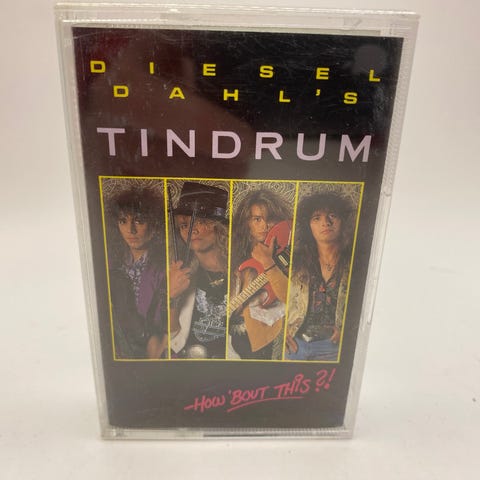 DIESEL
DAHL'S
TINDRUM
-HOW 'BOUT THIS?!